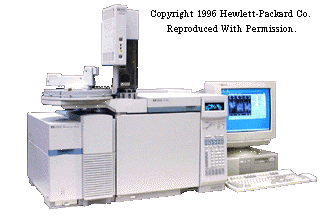 Copyright 1996 Hewlett-Packard Co.
Reproduced With Permission.